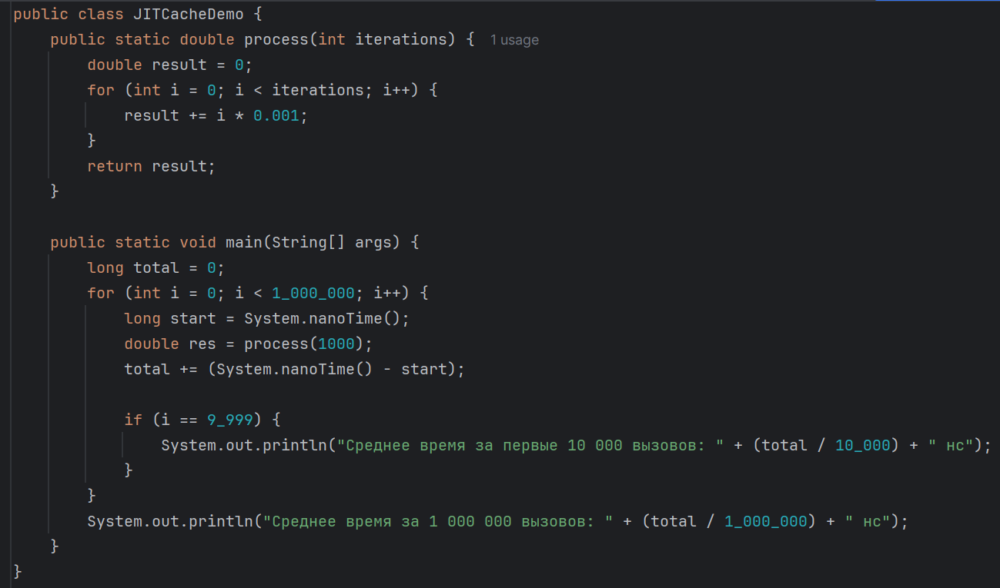 public class JITCacheDemo {
    public static double process(int iterations) {  1 usage
        double result = 0;
        for (int i = 0; i < iterations; i++) {
            result += i * 0.001;
        }
        return result;
    }

    public static void main(String[] args) {
        long total = 0;
        for (int i = 0; i < 1_000_000; i++) {
            long start = System.nanoTime();
            double res = process(1000);
            total += (System.nanoTime() - start);

            if (i == 9_999) {
                System.out.println("Среднее время за первые 10 000 вызовов: " + (total / 10_000) + " нс");
            }
        }
        System.out.println("Среднее время за 1 000 000 вызовов: " + (total / 1_000_000) + " нс");
    }
}